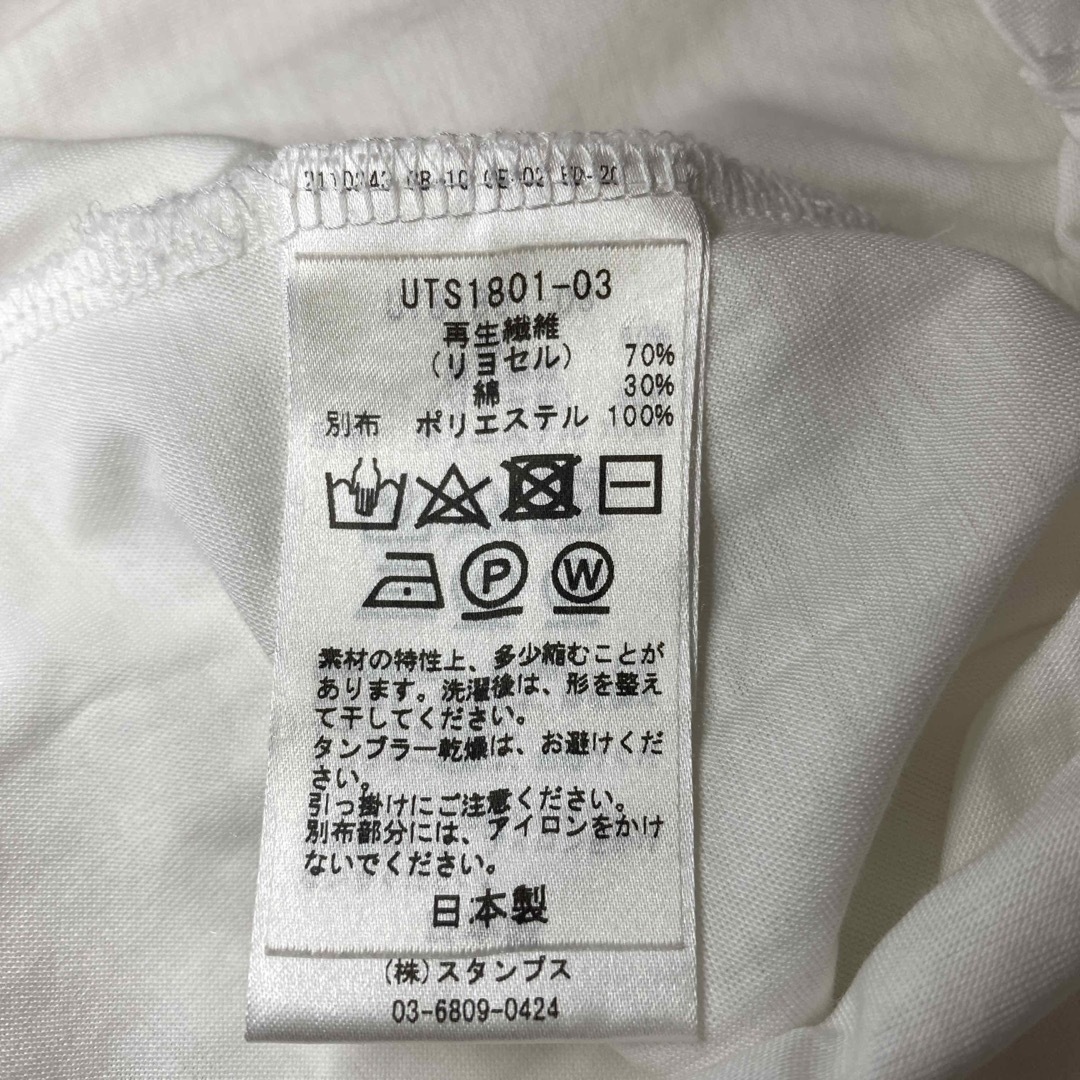 UTS1801-03
再生繊維
(リヨセル) 70%
綿 30%
別布 ポリエステル 100%
P W
素材の特性上、多少縮むことが
あります。洗濯後は、形を整え
て干してください。
タンブラー乾燥は、お避けくだ
さい。
引っ掛けにご注意ください。
別布部分には、アイロンをかけ
ないでください。
日本製
(株)スタンプス
03-6809-0424